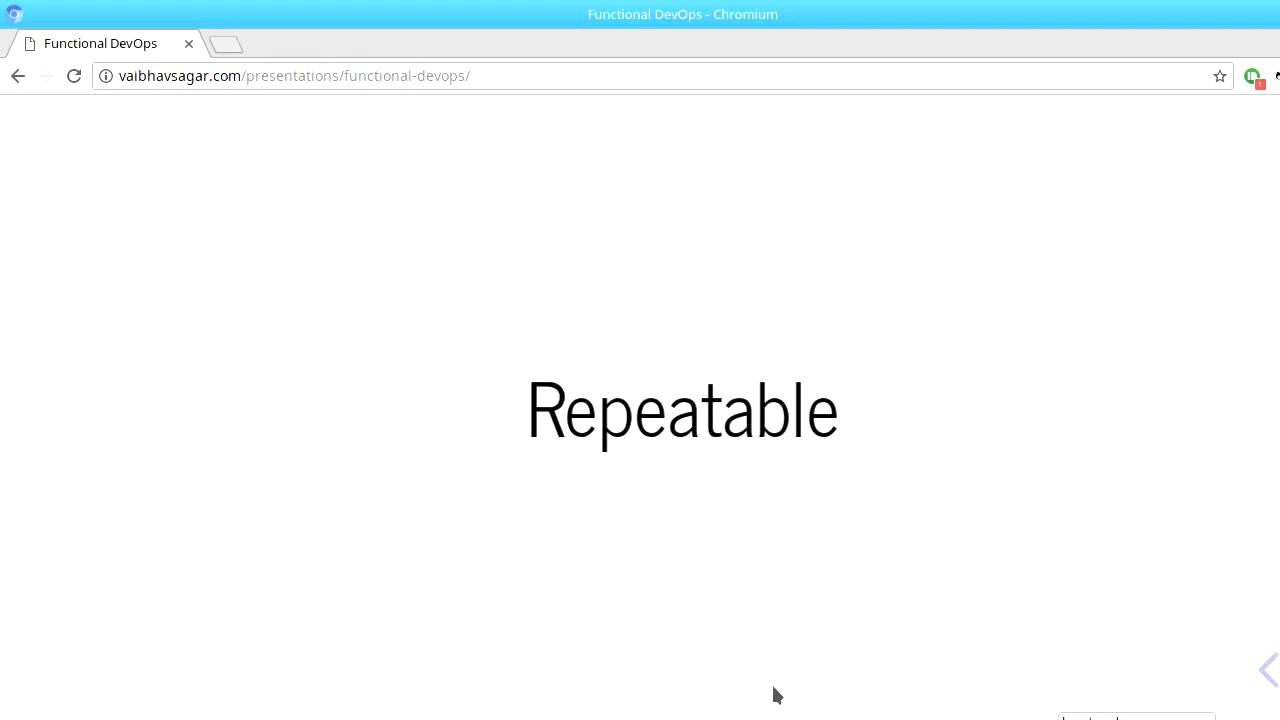 Functional DevOps - Chromium
Functional DevOps
vaibhavsagar.com/presentations/functional-devops/
Repeatable